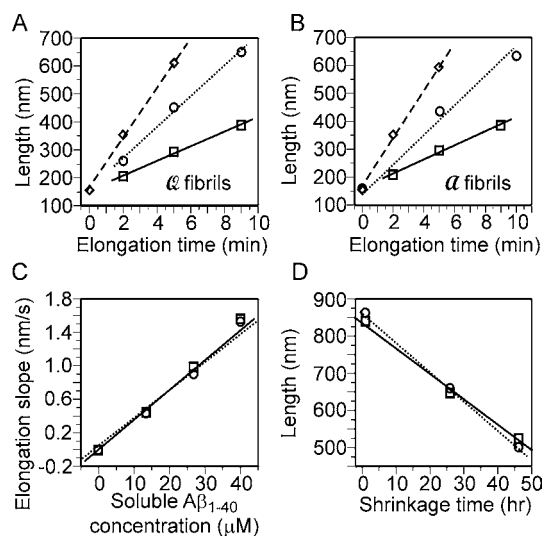 A
700
600
500
400
300
200
100
Length (nm)
0 2 4 6 8 10
Elongation time (min)
a fibrils
B
700
600
500
400
300
200
100
Length (nm)
0 2 4 6 8 10
Elongation time (min)
a fibrils
C
1.8
1.4
1.0
0.6
0.2
-0.2
Elongation slope (nm/s)
0 10 20 30 40
Soluble Aβ1-40
concentration (μM)
D
900
800
700
600
500
Length (nm)
0 10 20 30 40 50
Shrinkage time (hr)